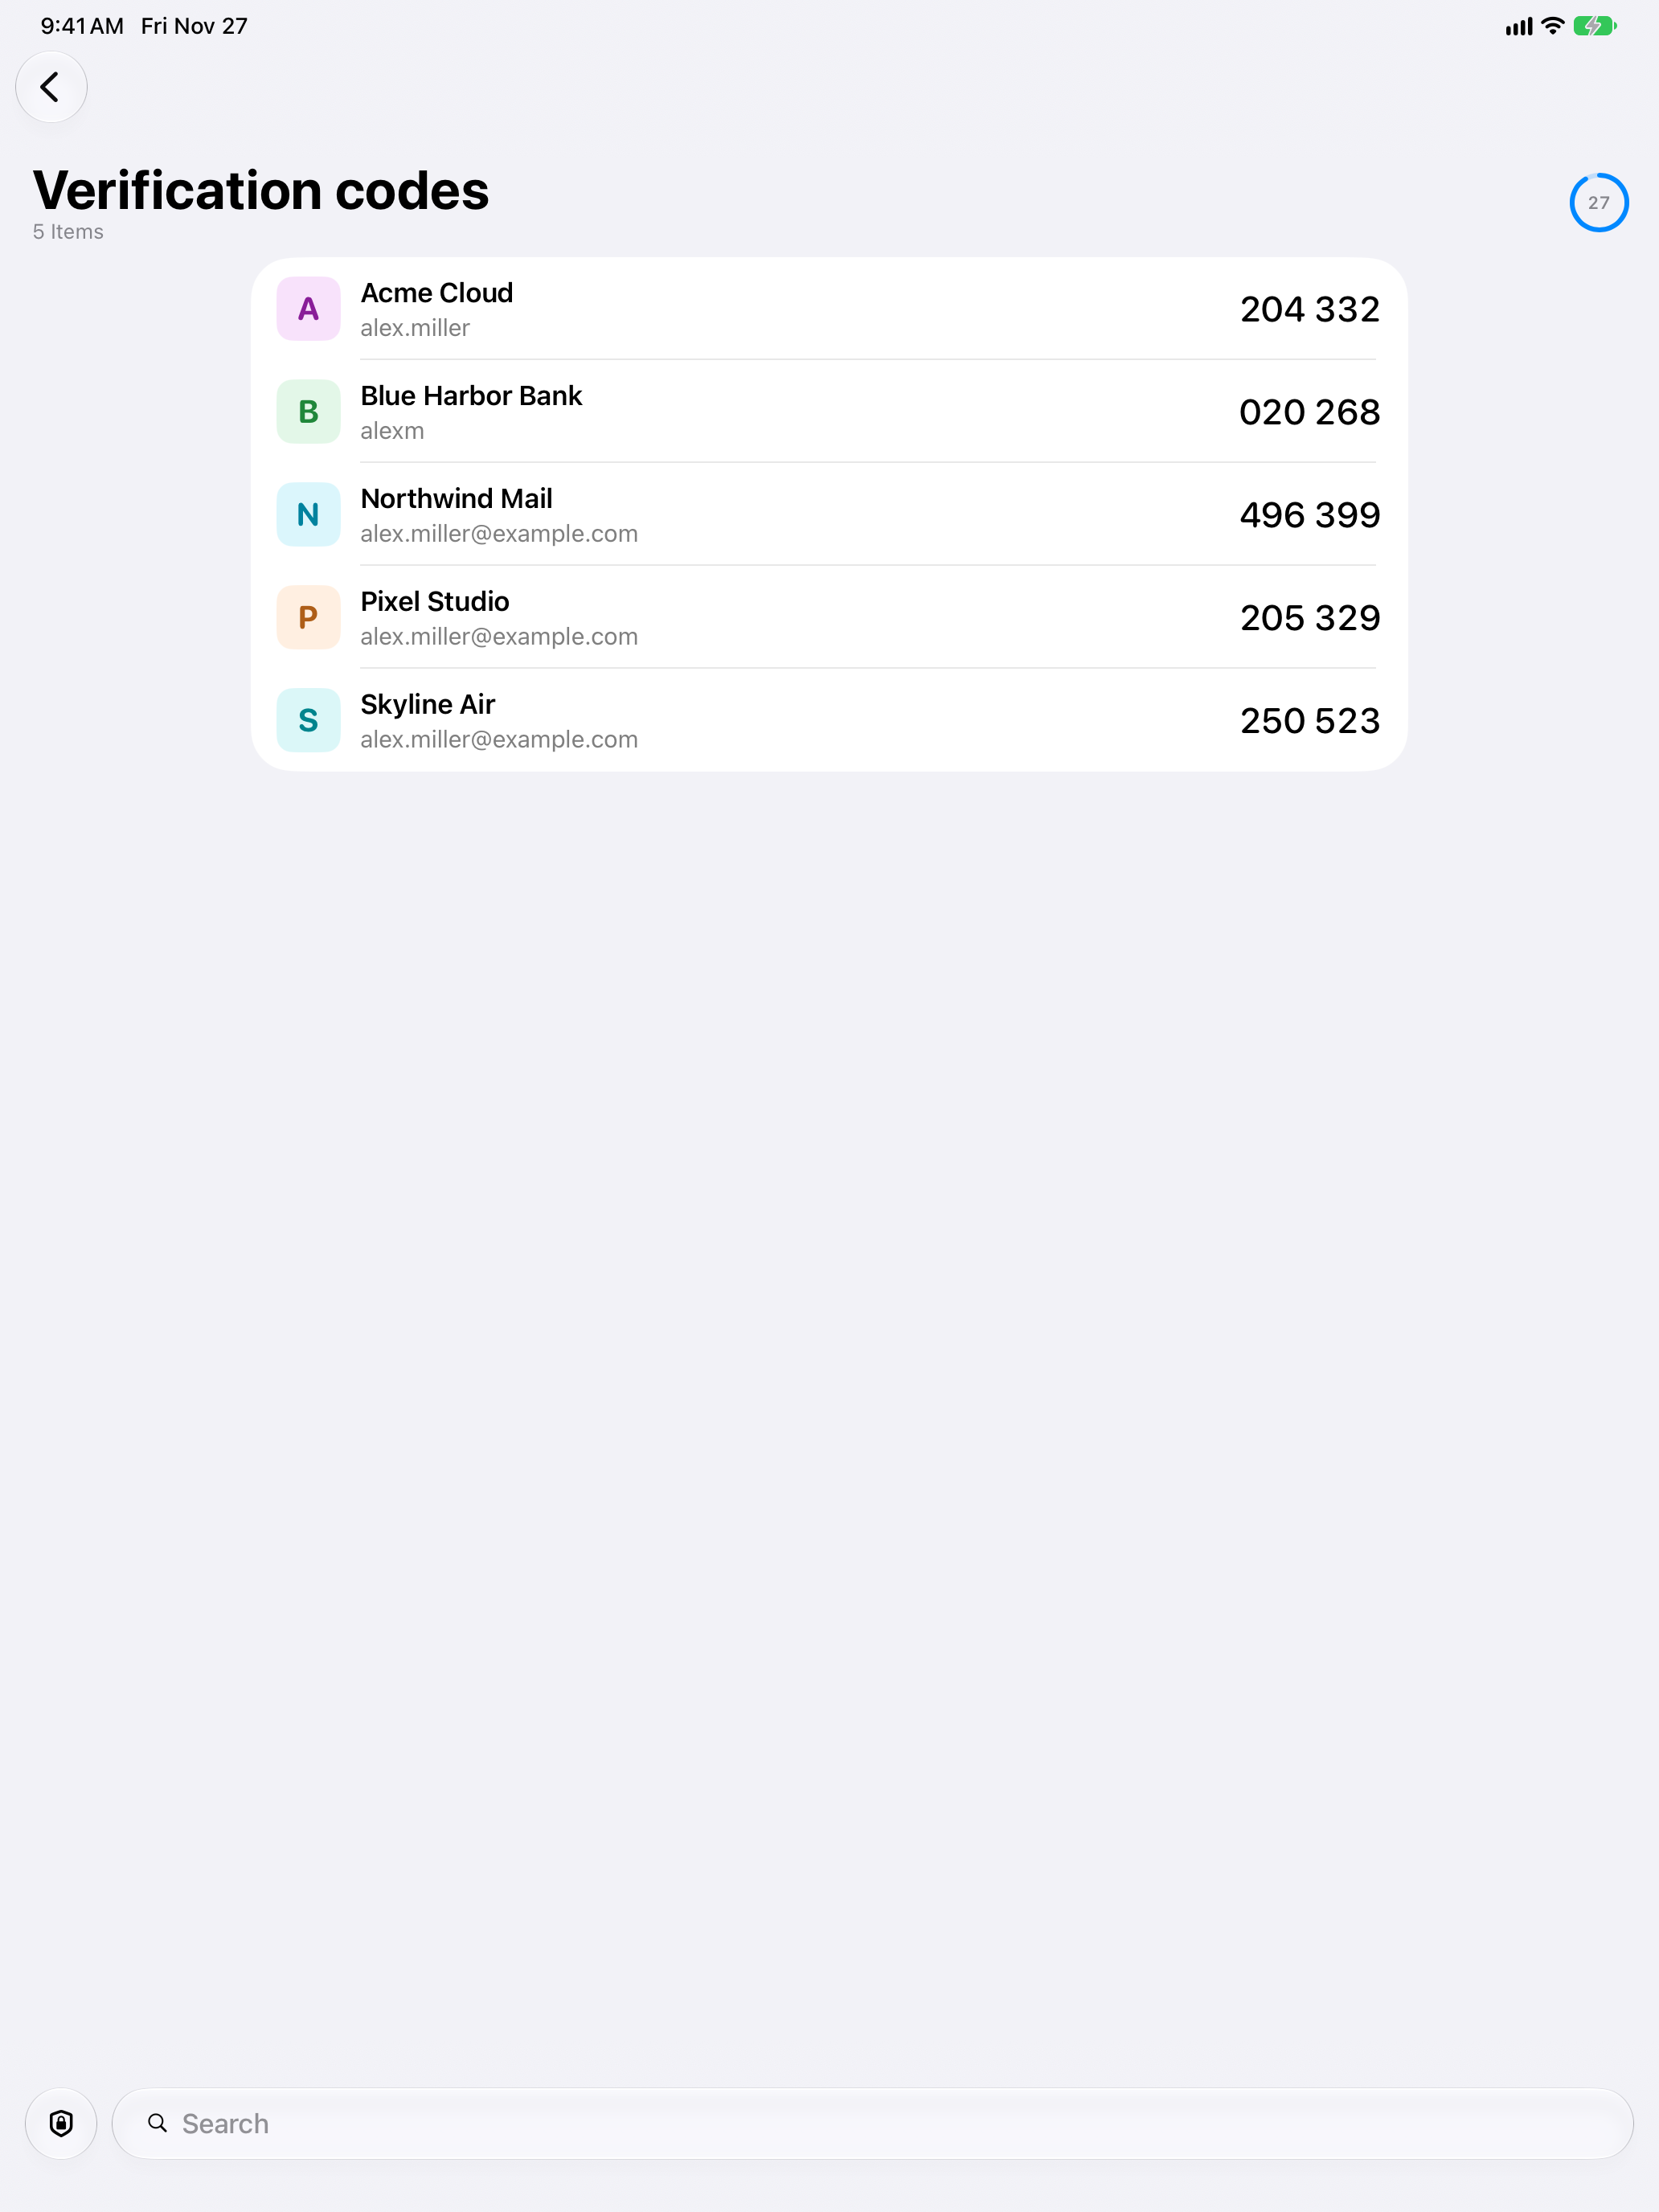 9:41 AM Fri Nov 27
Verification codes
5 Items
27
A
Acme Cloud
alex.miller
204 332
B
Blue Harbor Bank
alexm
020 268
N
Northwind Mail
alex.miller@example.com
496 399
P
Pixel Studio
alex.miller@example.com
205 329
S
Skyline Air
alex.miller@example.com
250 523
Search